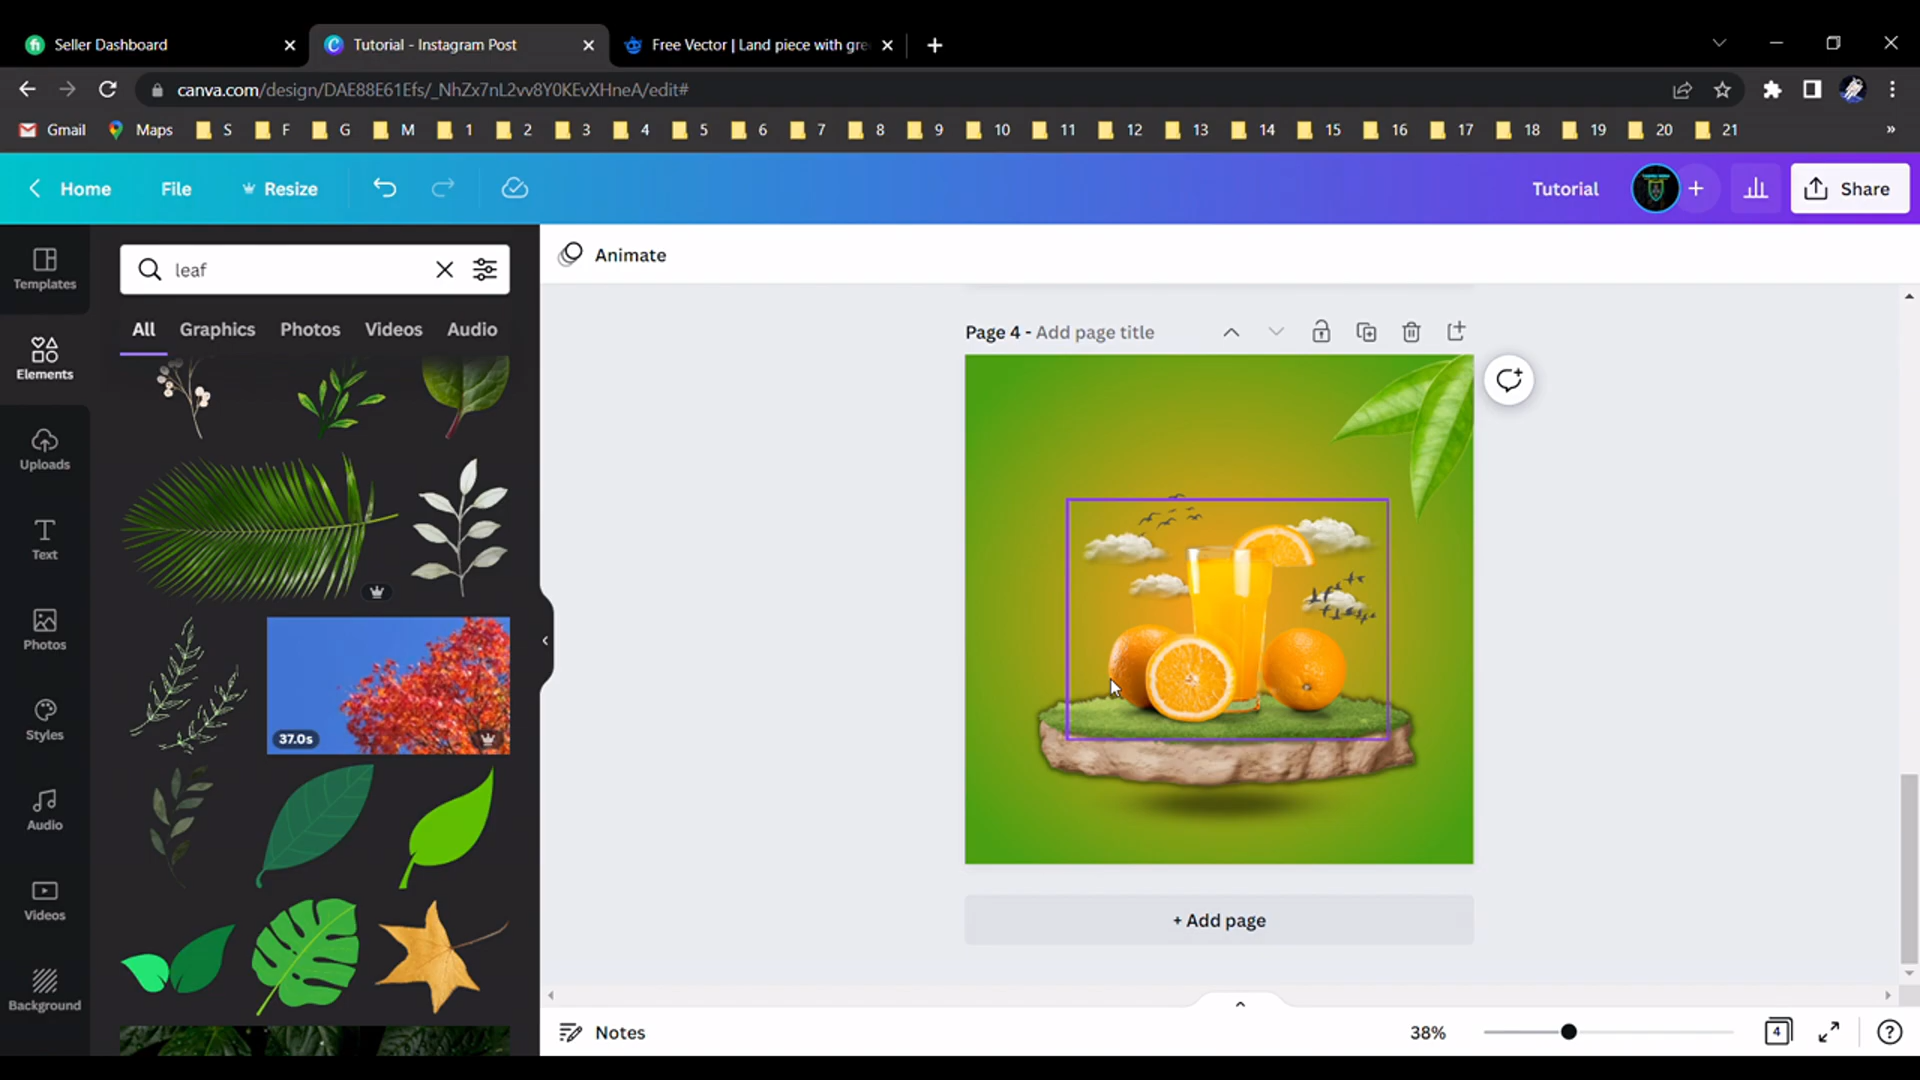 Seller Dashboard
Tutorial - Instagram Post
Free Vector | Land piece with gre
canva.com/design/DAE88E61Efs/_NhZx7nL2vv8Y0KEvXHneA/edit#
Gmail Maps S F G M 1 2 3 4 5 6 7 8 9 10 11 12 13 14 15 16 17 18 19 20 21 »
Home File Resize Tutorial + Share
Templates
Elements
Uploads
Text
Photos
Styles
Audio
Videos
Background
leaf
All Graphics Photos Videos Audio
37.0s
Animate
Page 4 - Add page title
+ Add page
Notes
38%
4
?